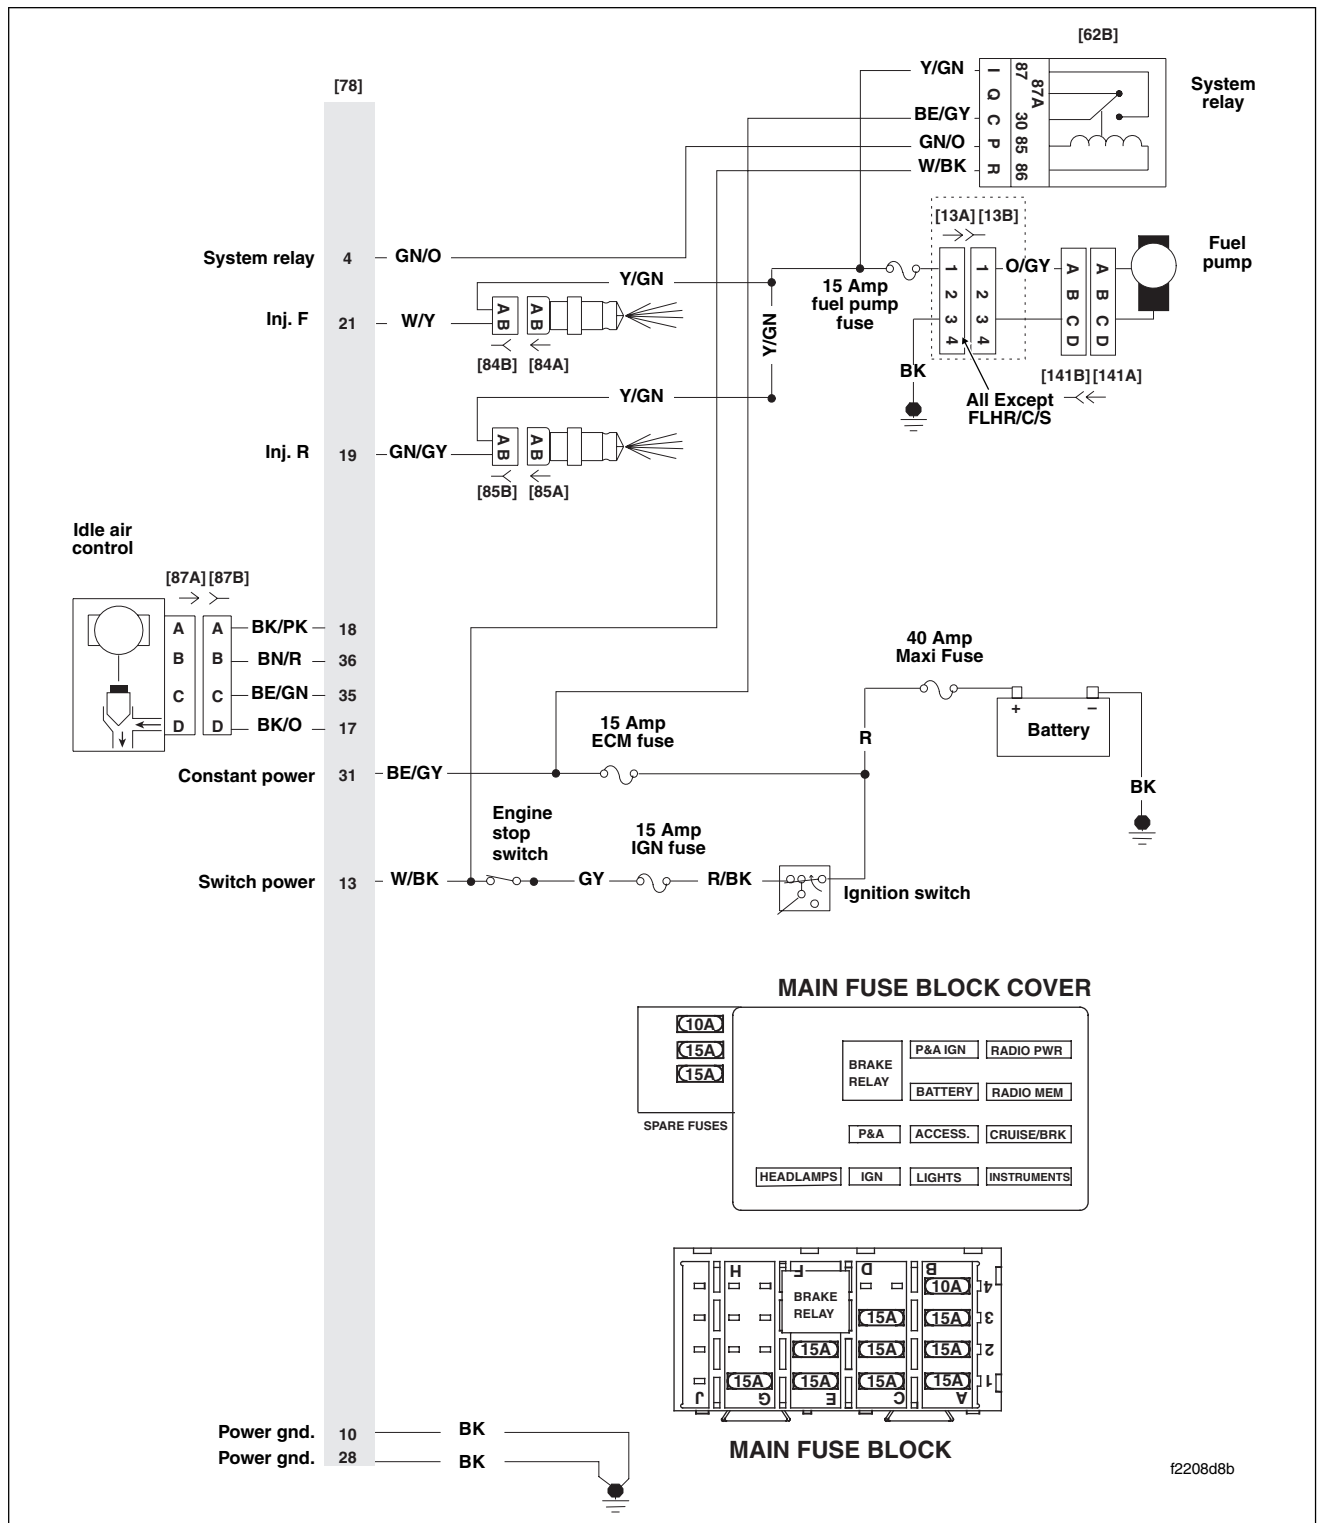 [62B]
[78]
Y/GN
I
87
87A
System
relay
Q
BE/GY
C
30
GN/O
P
85
W/BK
R
86
[13A] [13B]
System relay
4
GN/O
Y/GN
15 Amp
fuel pump
fuse
1
2
3
4
1
2
3
4
O/GY
A
B
C
D
A
B
C
D
Fuel
pump
Inj. F
21
W/Y
A
B
A
B
[84B] [84A]
Y/GN
BK
[141B] [141A]
All Except
FLHR/C/S
Y/GN
Inj. R
19
GN/GY
A
B
A
B
[85B] [85A]
Idle air
control
[87A] [87B]
A
A
BK/PK
18
B
B
BN/R
36
C
C
BE/GN
35
D
D
BK/O
17
40 Amp
Maxi Fuse
+
–
Battery
R
BK
15 Amp
ECM fuse
Constant power
31
BE/GY
Engine
stop
switch
15 Amp
IGN fuse
Switch power
13
W/BK
GY
R/BK
Ignition switch
MAIN FUSE BLOCK COVER
10A
15A
15A
SPARE FUSES
BRAKE
RELAY
P&A IGN
RADIO PWR
BATTERY
RADIO MEM
P&A
ACCESS.
CRUISE/BRK
HEADLAMPS
IGN
LIGHTS
INSTRUMENTS
H
F
D
B
BRAKE
RELAY
10A
4
15A
15A
3
15A
15A
15A
2
15A
15A
15A
15A
1
J
G
E
C
A
MAIN FUSE BLOCK
Power gnd.
10
BK
Power gnd.
28
BK
f2208d8b